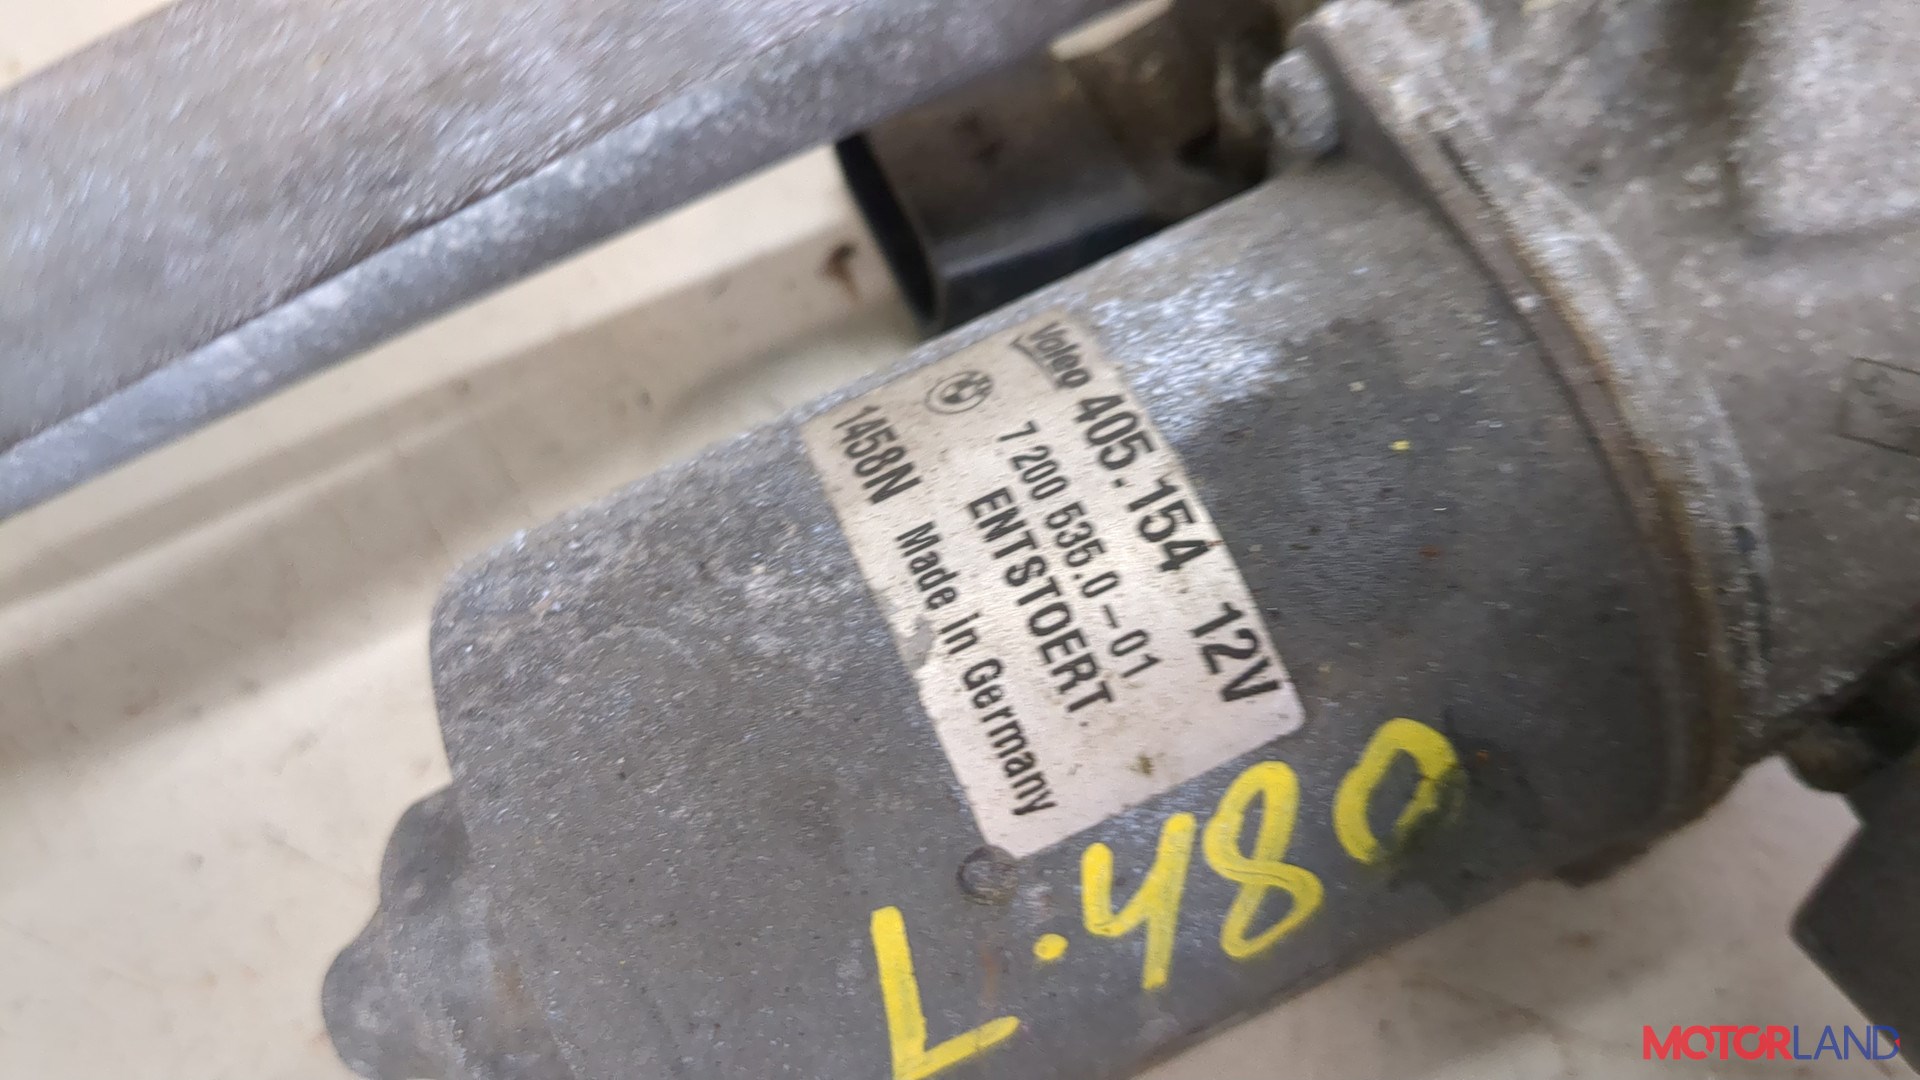 Valeo 405.154 12V
7 200 535.0-01
ENTSTOERT.
1458N Made in Germany
L.480
MOTORLAND